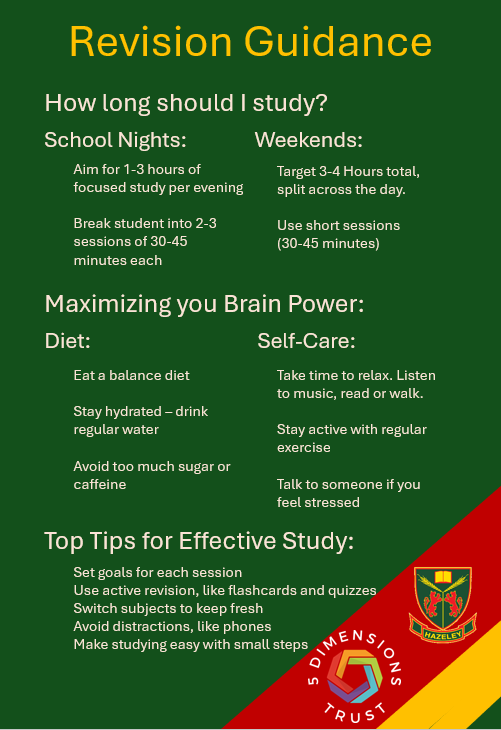 Revision Guidance
How long should I study?
School Nights:
Aim for 1-3 hours of
focused study per evening
Break student into 2-3
sessions of 30-45
minutes each
Weekends:
Target 3-4 Hours total,
split across the day.
Use short sessions
(30-45 minutes)
Maximizing you Brain Power:
Diet:
Eat a balance diet
Stay hydrated – drink
regular water
Avoid too much sugar or
caffeine
Self-Care:
Take time to relax. Listen
to music, read or walk.
Stay active with regular
exercise
Talk to someone if you
feel stressed
Top Tips for Effective Study:
Set goals for each session
Use active revision, like flashcards and quizzes
Switch subjects to keep fresh
Avoid distractions, like phones
Make studying easy with small steps
HAZELEY
5 DIMENSIONS
TRUST